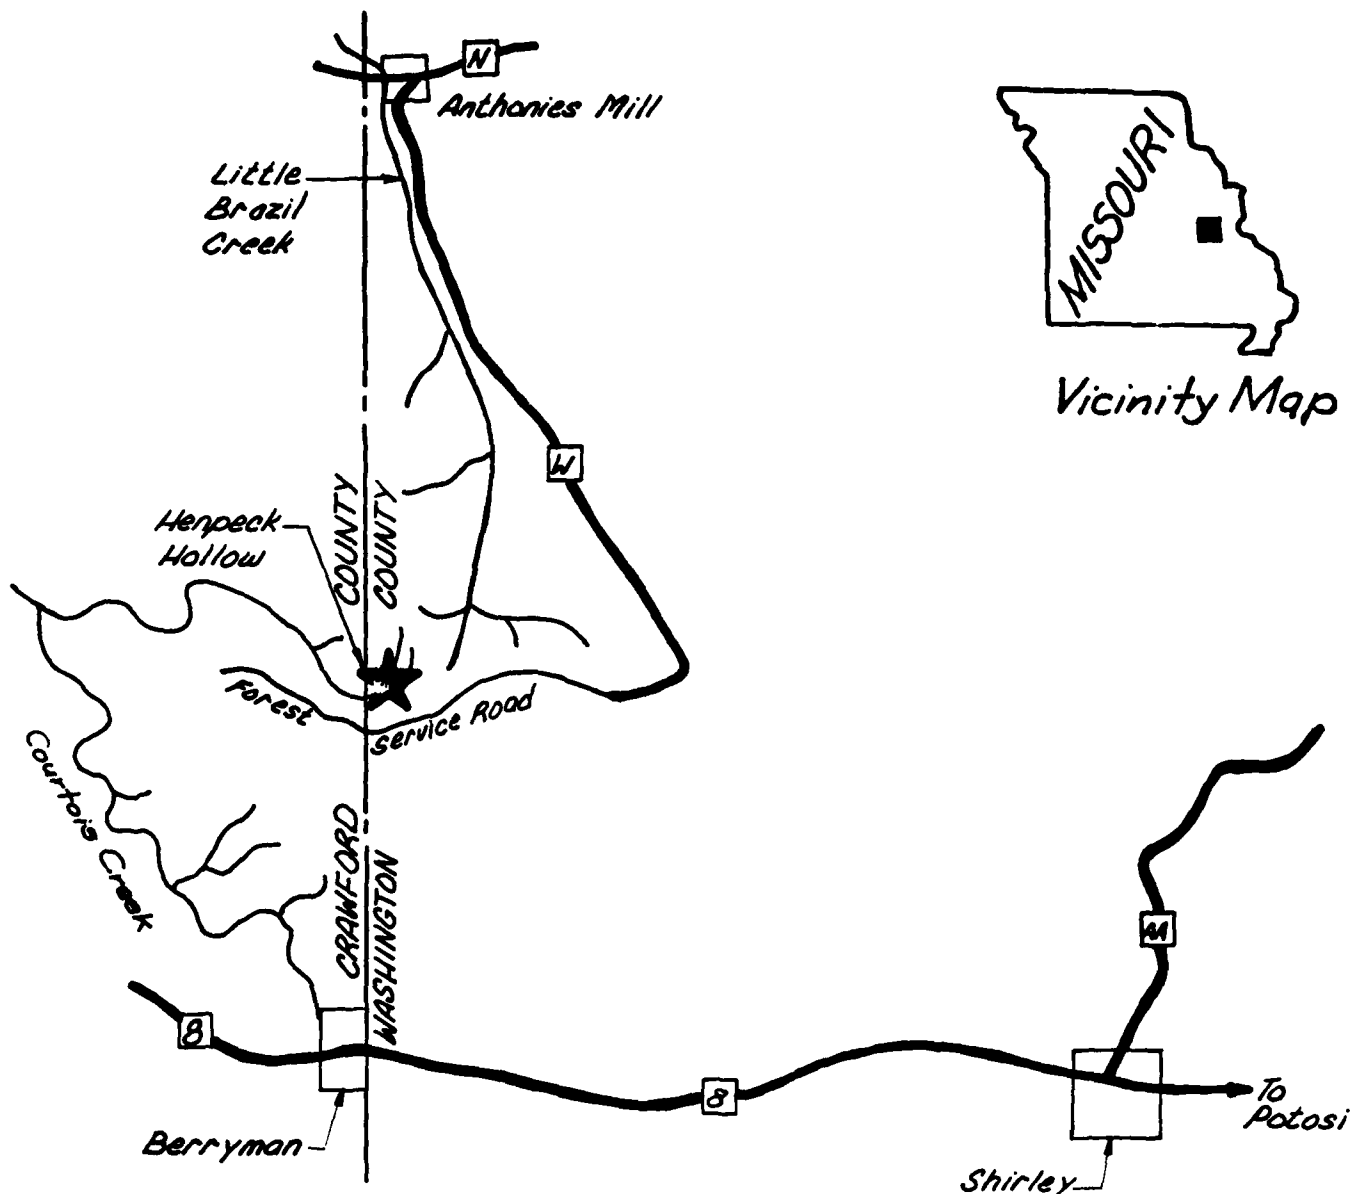 N
Anthonies Mill
Little
Brazil
Creek
MISSOURI
Vicinity Map
W
COUNTY
COUNTY
Henpeck
Hollow
Forest
Service Road
Courtois Creek
CRAWFORD
WASHINGTON
AA
8
8
To
Potosi
Berryman
Shirley